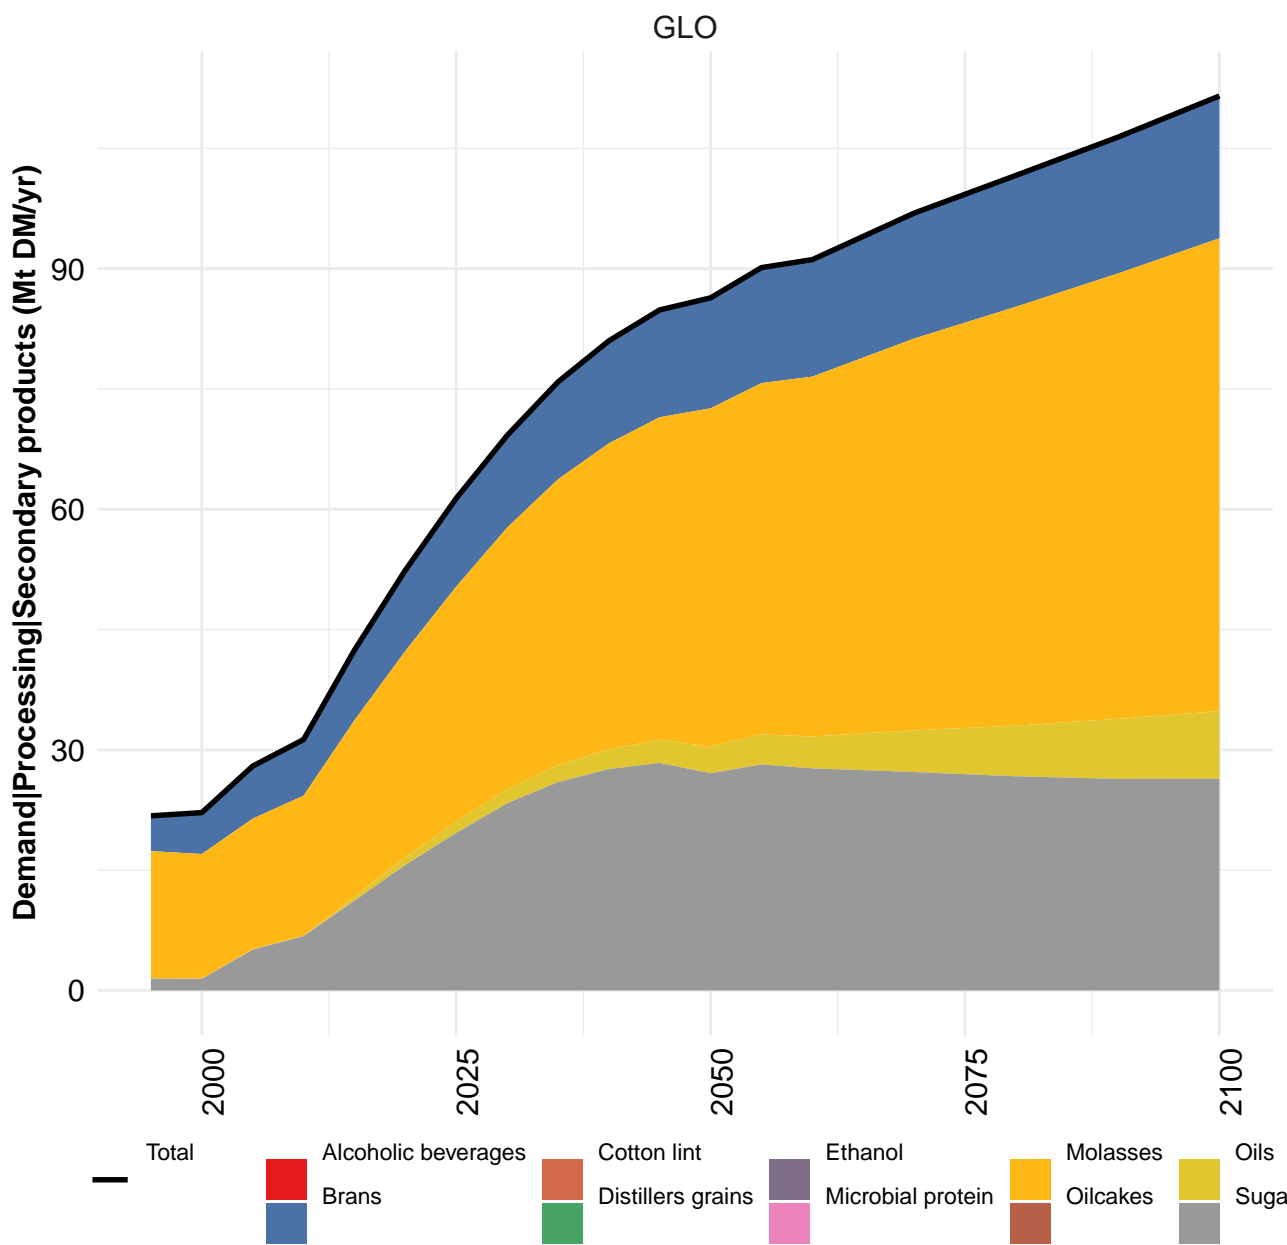 GLO
Demand|Processing|Secondary products (Mt DM/yr)
90
60
30
0
2000
2025
2050
2075
2100
Total
Alcoholic beverages
Cotton lint
Ethanol
Molasses
Oils
Brans
Distillers grains
Microbial protein
Oilcakes
Suga